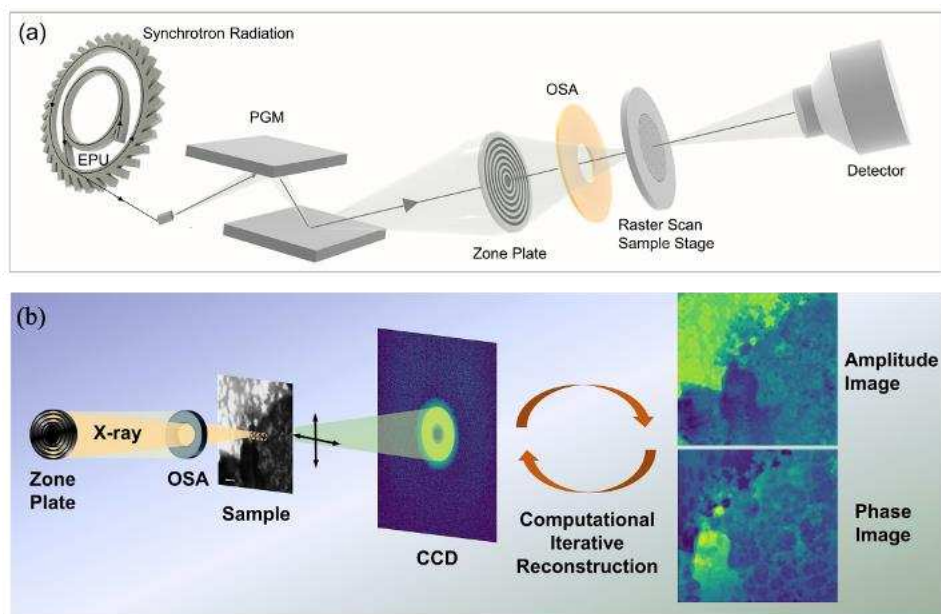 (a)
Synchrotron Radiation
EPU
PGM
OSA
Zone Plate
Raster Scan
Sample Stage
Detector
(b)
X-ray
Zone
Plate
OSA
Sample
CCD
Computational
Iterative
Reconstruction
Amplitude
Image
Phase
Image